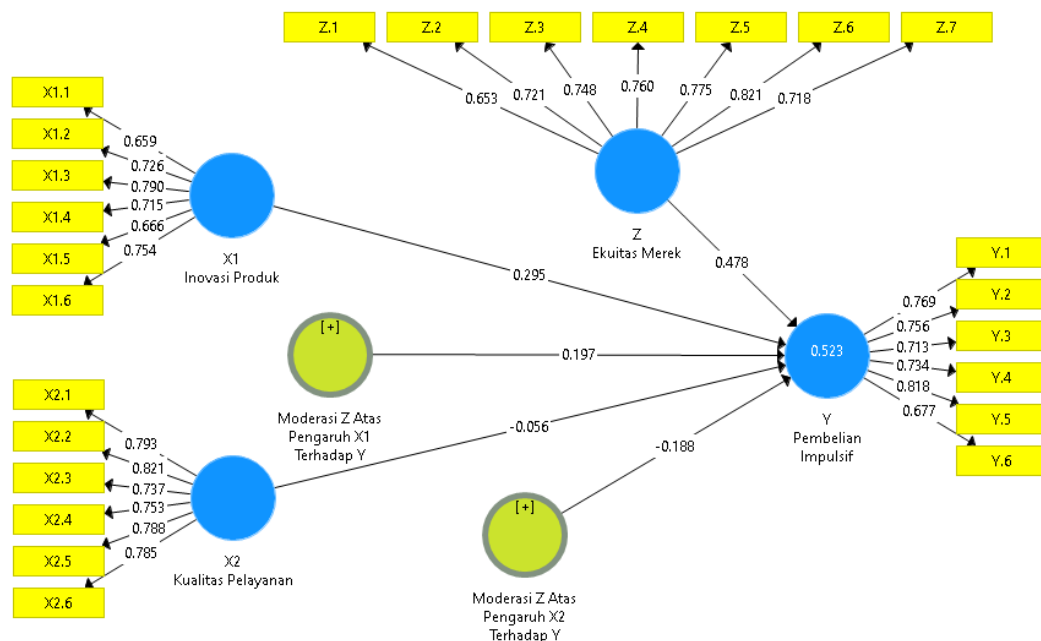 Z.1
Z.2
Z.3
Z.4
Z.5
Z.6
Z.7
0.653
0.721
0.748
0.760
0.775
0.821
0.718
Z
Ekuitas Merek
X1.1
X1.2
X1.3
X1.4
X1.5
X1.6
0.659
0.726
0.790
0.715
0.666
0.754
X1
Inovasi Produk
0.295
0.478
[+]
Moderasi Z Atas
Pengaruh X1
Terhadap Y
0.197
0.523
Y
Pembelian
Impulsif
0.769
0.756
0.713
0.734
0.818
0.677
Y.1
Y.2
Y.3
Y.4
Y.5
Y.6
X2.1
X2.2
X2.3
X2.4
X2.5
X2.6
0.793
0.821
0.737
0.753
0.788
0.785
X2
Kualitas Pelayanan
-0.056
-0.188
[+]
Moderasi Z Atas
Pengaruh X2
Terhadap Y